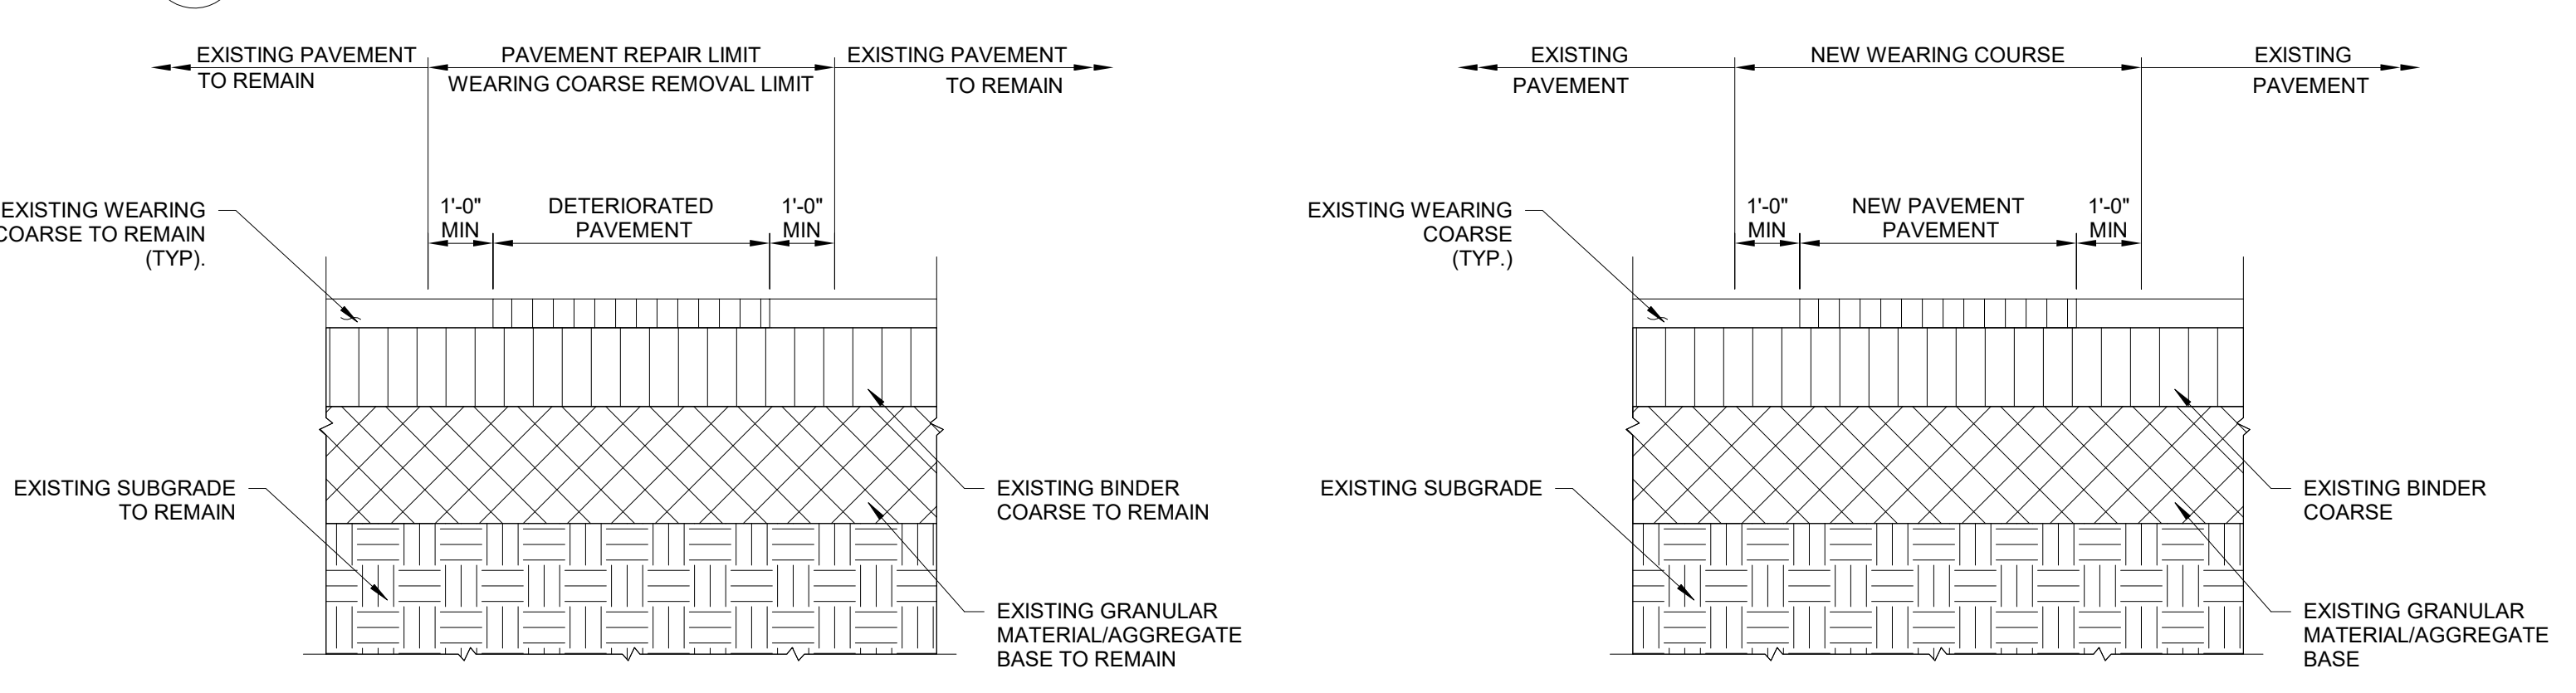 EXISTING PAVEMENT
TO REMAIN
PAVEMENT REPAIR LIMIT
WEARING COARSE REMOVAL LIMIT
EXISTING PAVEMENT
TO REMAIN
EXISTING WEARING
COARSE TO REMAIN
(TYP).
1'-0"
MIN
DETERIORATED
PAVEMENT
1'-0"
MIN
EXISTING SUBGRADE
TO REMAIN
EXISTING BINDER
COARSE TO REMAIN
EXISTING GRANULAR
MATERIAL/AGGREGATE
BASE TO REMAIN
EXISTING
PAVEMENT
NEW WEARING COURSE
EXISTING
PAVEMENT
EXISTING WEARING
COARSE
(TYP.)
1'-0"
MIN
NEW PAVEMENT
PAVEMENT
1'-0"
MIN
EXISTING SUBGRADE
EXISTING BINDER
COARSE
EXISTING GRANULAR
MATERIAL/AGGREGATE
BASE